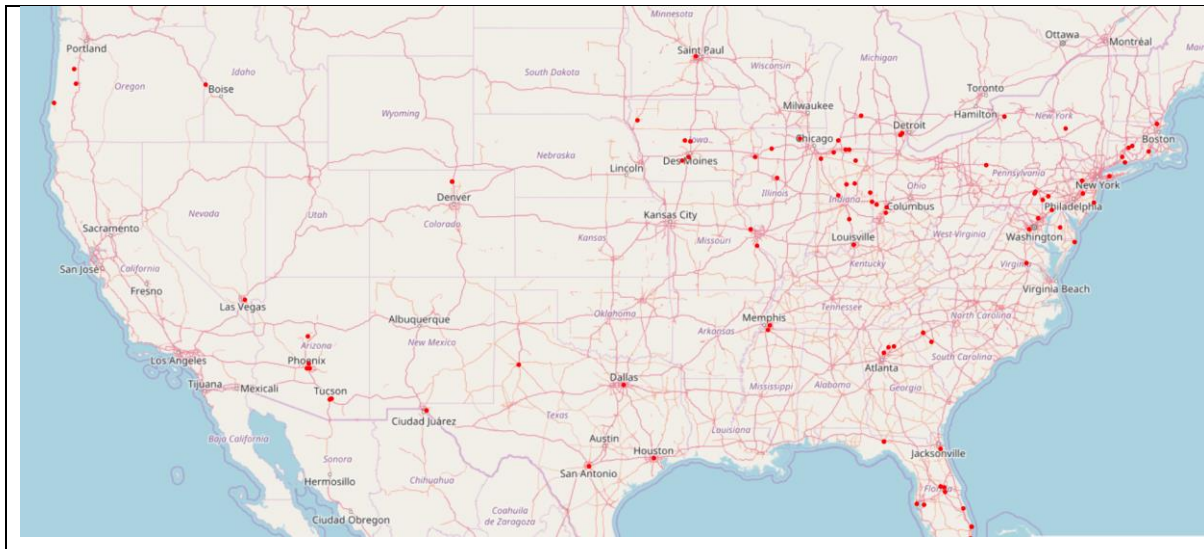 Minnesota
Ottawa
Montréal
Portland
Saint Paul
Wisconsin
Michigan
Idaho
South Dakota
Oregon
Boise
Toronto
Milwaukee
Hamilton
New York
Wyoming
Detroit
Boston
Chicago
Iowa
Nebraska
Des Moines
Lincoln
Pennsylvania
Illinois
Ohio
New York
Denver
Indiana
Columbus
Philadelphia
Nevada
Utah
Colorado
Kansas City
Sacramento
Missouri
Louisville
West Virginia
Washington
Kansas
San José
California
Kentucky
Virginia
Fresno
Virginia Beach
Las Vegas
Tennessee
Albuquerque
Oklahoma
Memphis
North Carolina
Arkansas
Arizona
New Mexico
Los Angeles
Phoenix
South Carolina
Atlanta
Dallas
Tijuana
Mexicali
Tucson
Mississippi
Alabama
Georgia
Texas
Ciudad Juárez
Louisiana
Baja California
Austin
Houston
Jacksonville
Sonora
San Antonio
Hermosillo
Chihuahua
Florida
Coahuila
de Zaragoza
Ciudad Obregon